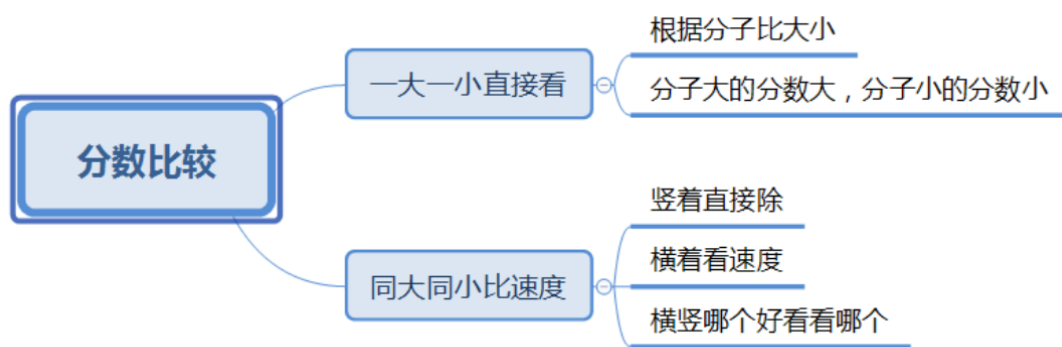 分数比较
一大一小直接看
根据分子比大小
分子大的分数大，分子小的分数小
同大同小比速度
竖着直接除
横着看速度
横竖哪个好看看哪个